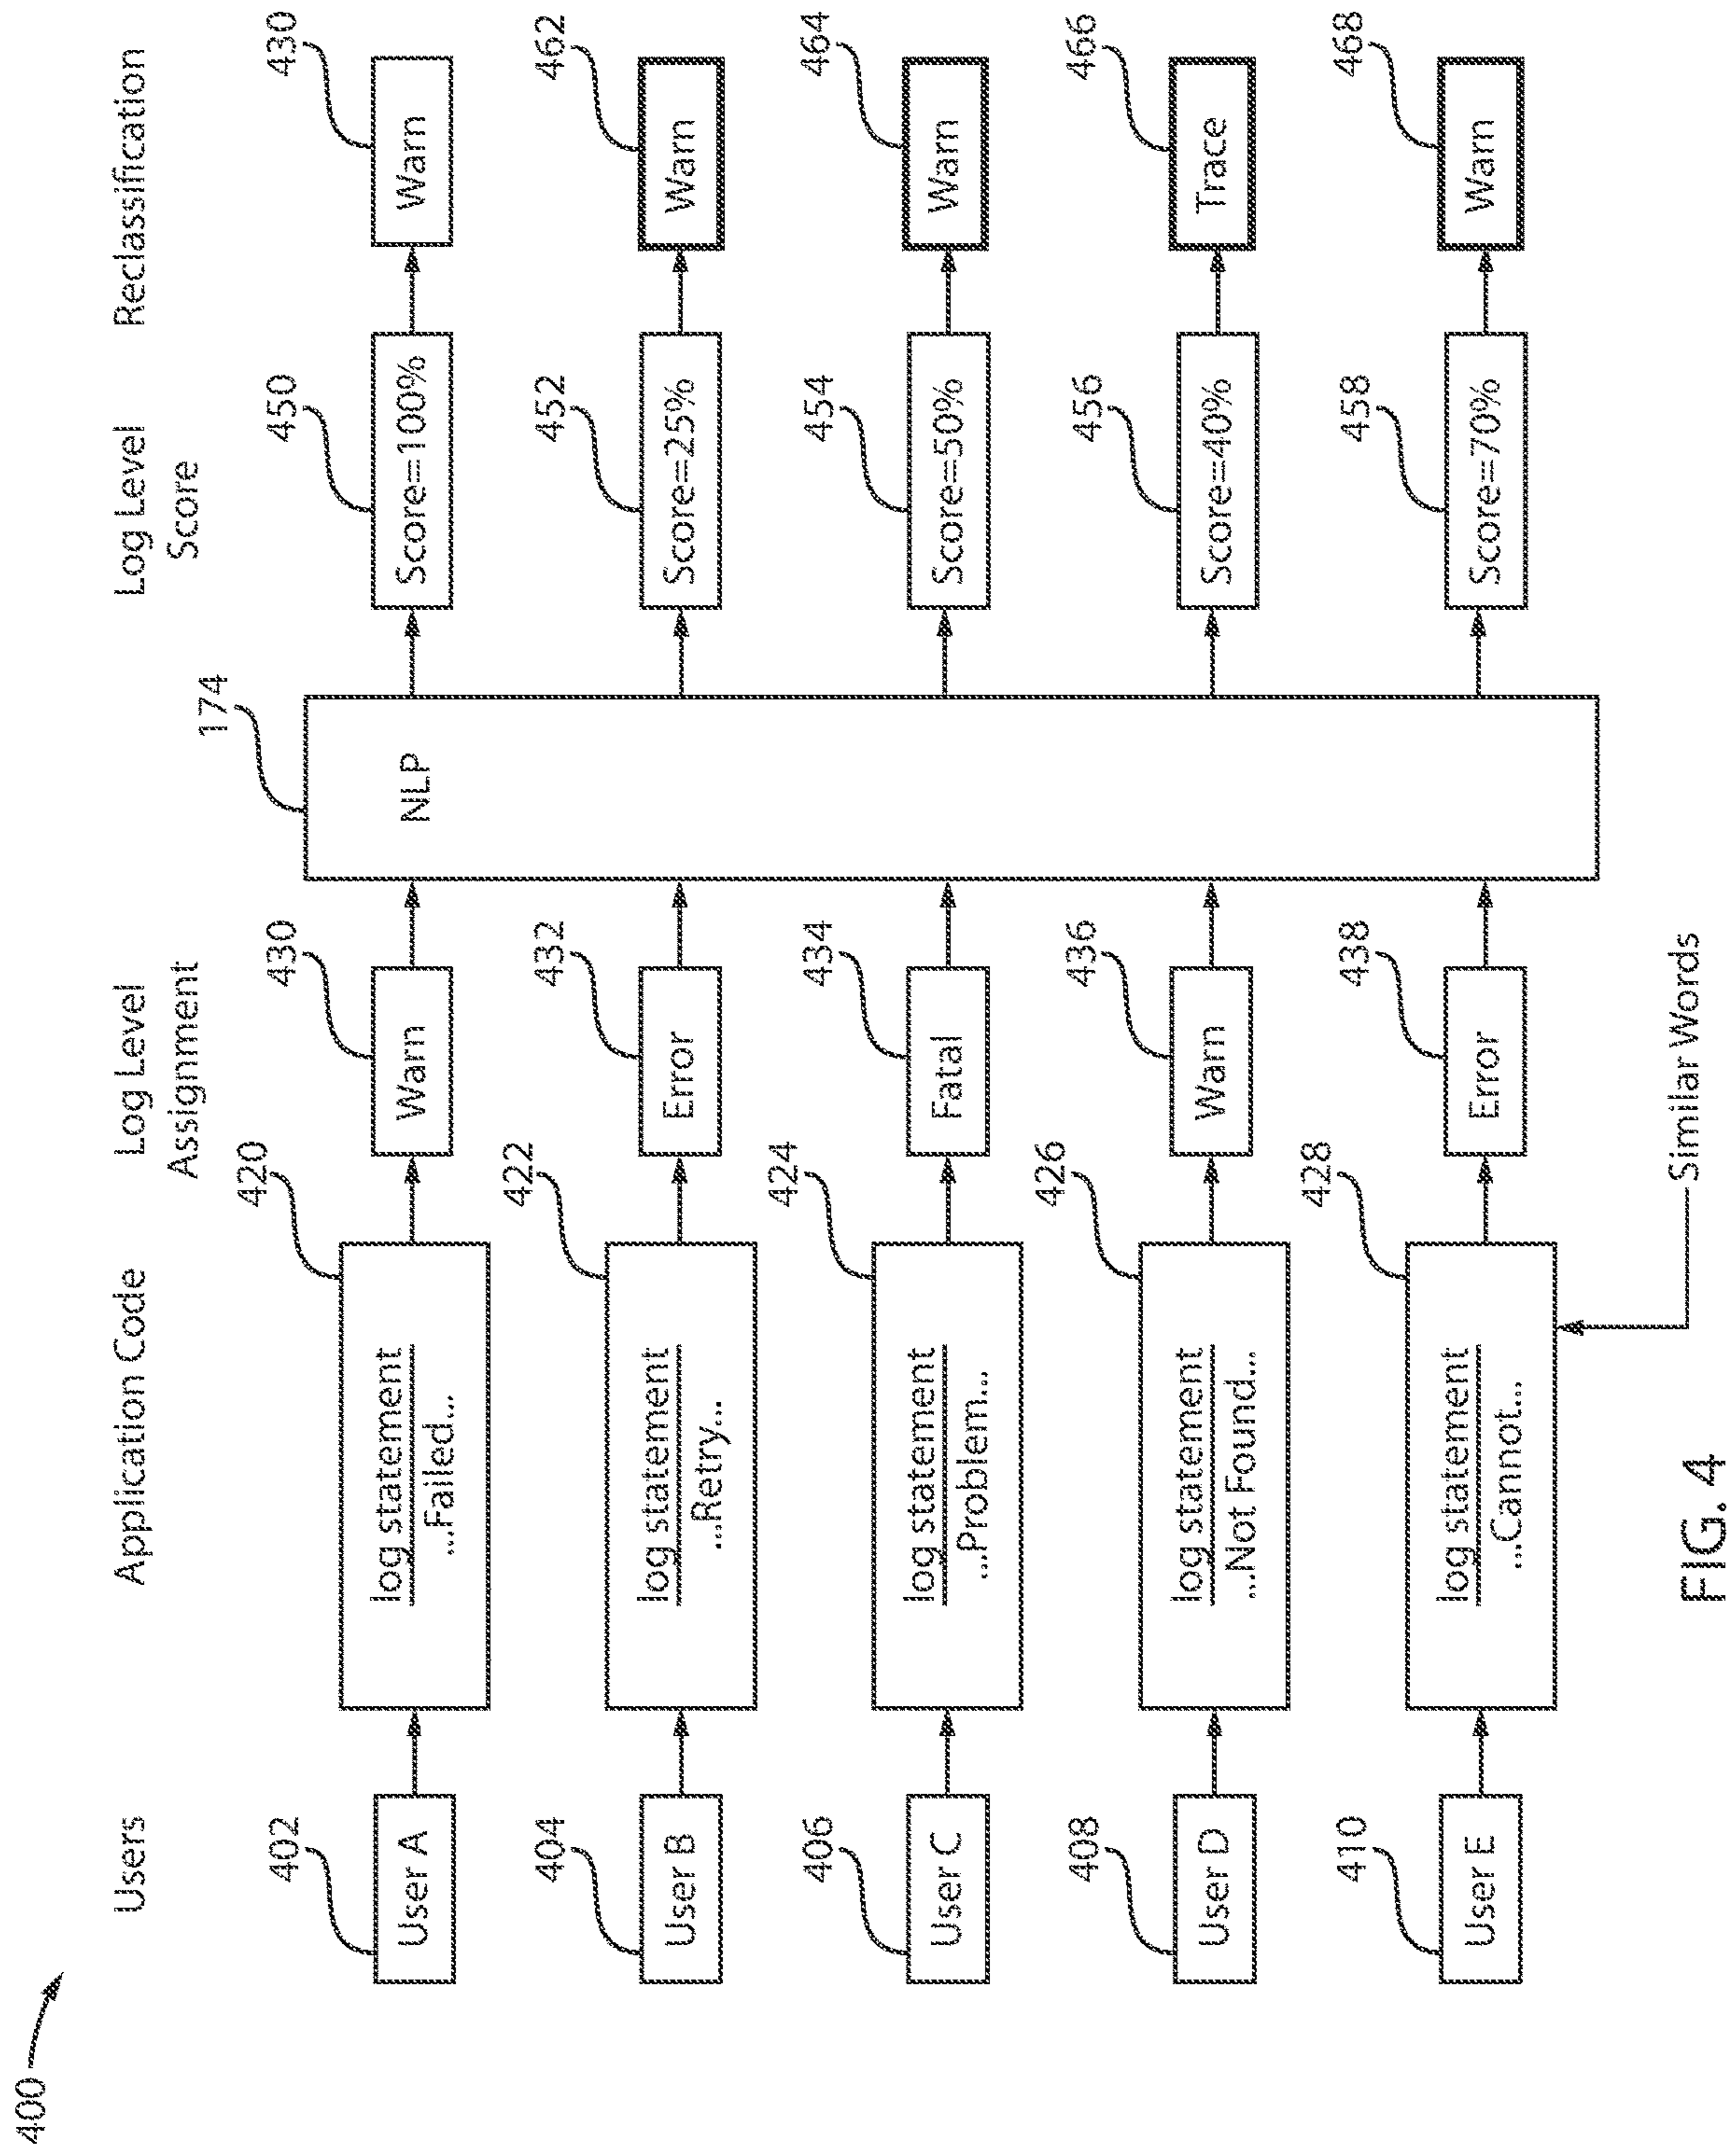 400
Users
Application Code
Log Level
Assignment
Log Level
Score
Reclassification
174
NLP
402
User A
420
log statement
...Failed...
430
Warn
450
Score=100%
430
Warn
404
User B
422
log statement
...Retry...
432
Error
452
Score=25%
462
Warn
406
User C
424
log statement
...Problem...
434
Fatal
454
Score=50%
464
Warn
408
User D
426
log statement
...Not Found...
436
Warn
456
Score=40%
466
Trace
410
User E
428
log statement
...Cannot...
438
Error
458
Score=70%
468
Warn
Similar Words
FIG. 4